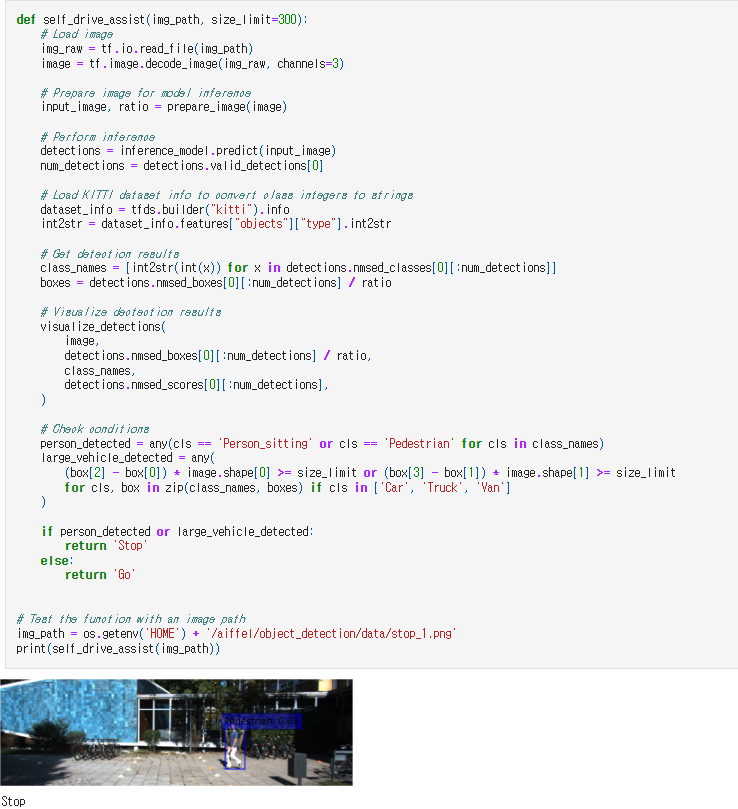 def self_drive_assist(img_path, size_limit=300):
    # Load image
    img_raw = tf.io.read_file(img_path)
    image = tf.image.decode_image(img_raw, channels=3)

    # Prepare image for model inference
    input_image, ratio = prepare_image(image)

    # Perform inference
    detections = inference_model.predict(input_image)
    num_detections = detections.valid_detections[0]

    # Load KITTI dataset info to convert class integers to strings
    dataset_info = tfds.builder("kitti").info
    int2str = dataset_info.features["objects"]["type"].int2str

    # Get detection results
    class_names = [int2str(int(x)) for x in detections.nmsed_classes[0][:num_detections]]
    boxes = detections.nmsed_boxes[0][:num_detections] / ratio

    # Visualize dectection results
    visualize_detections(
        image,
        detections.nmsed_boxes[0][:num_detections] / ratio,
        class_names,
        detections.nmsed_scores[0][:num_detections],
    )

    # Check conditions
    person_detected = any(cls == 'Person_sitting' or cls == 'Pedestrian' for cls in class_names)
    large_vehicle_detected = any(
        (box[2] - box[0]) * image.shape[0] >= size_limit or (box[3] - box[1]) * image.shape[1] >= size_limit
        for cls, box in zip(class_names, boxes) if cls in ['Car', 'Truck', 'Van']
    )

    if person_detected or large_vehicle_detected:
        return 'Stop'
    else:
        return 'Go'

# Test the function with an image path
img_path = os.getenv('HOME') + '/aiffel/object_detection/data/stop_1.png'
print(self_drive_assist(img_path))
Pedestrian:
Stop